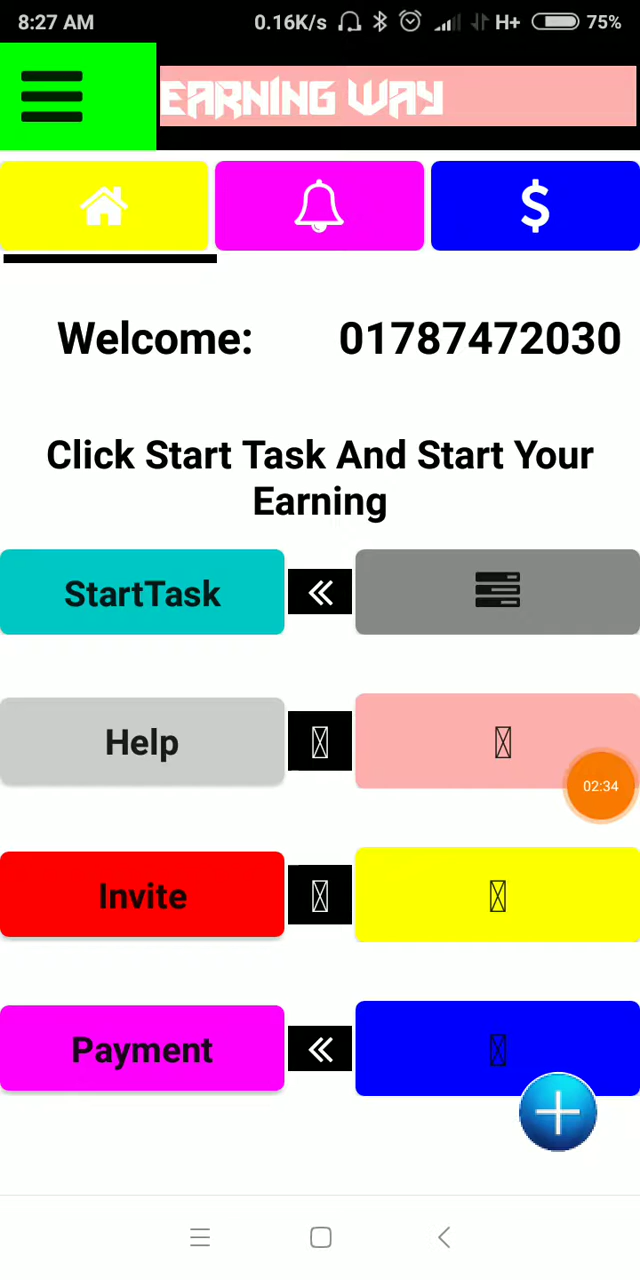 8:27 AM 0.16K/s H+ 75%
EARNING WAY
$
Welcome: 01787472030
Click Start Task And Start Your
Earning
StartTask
Help
02:34
Invite
Payment